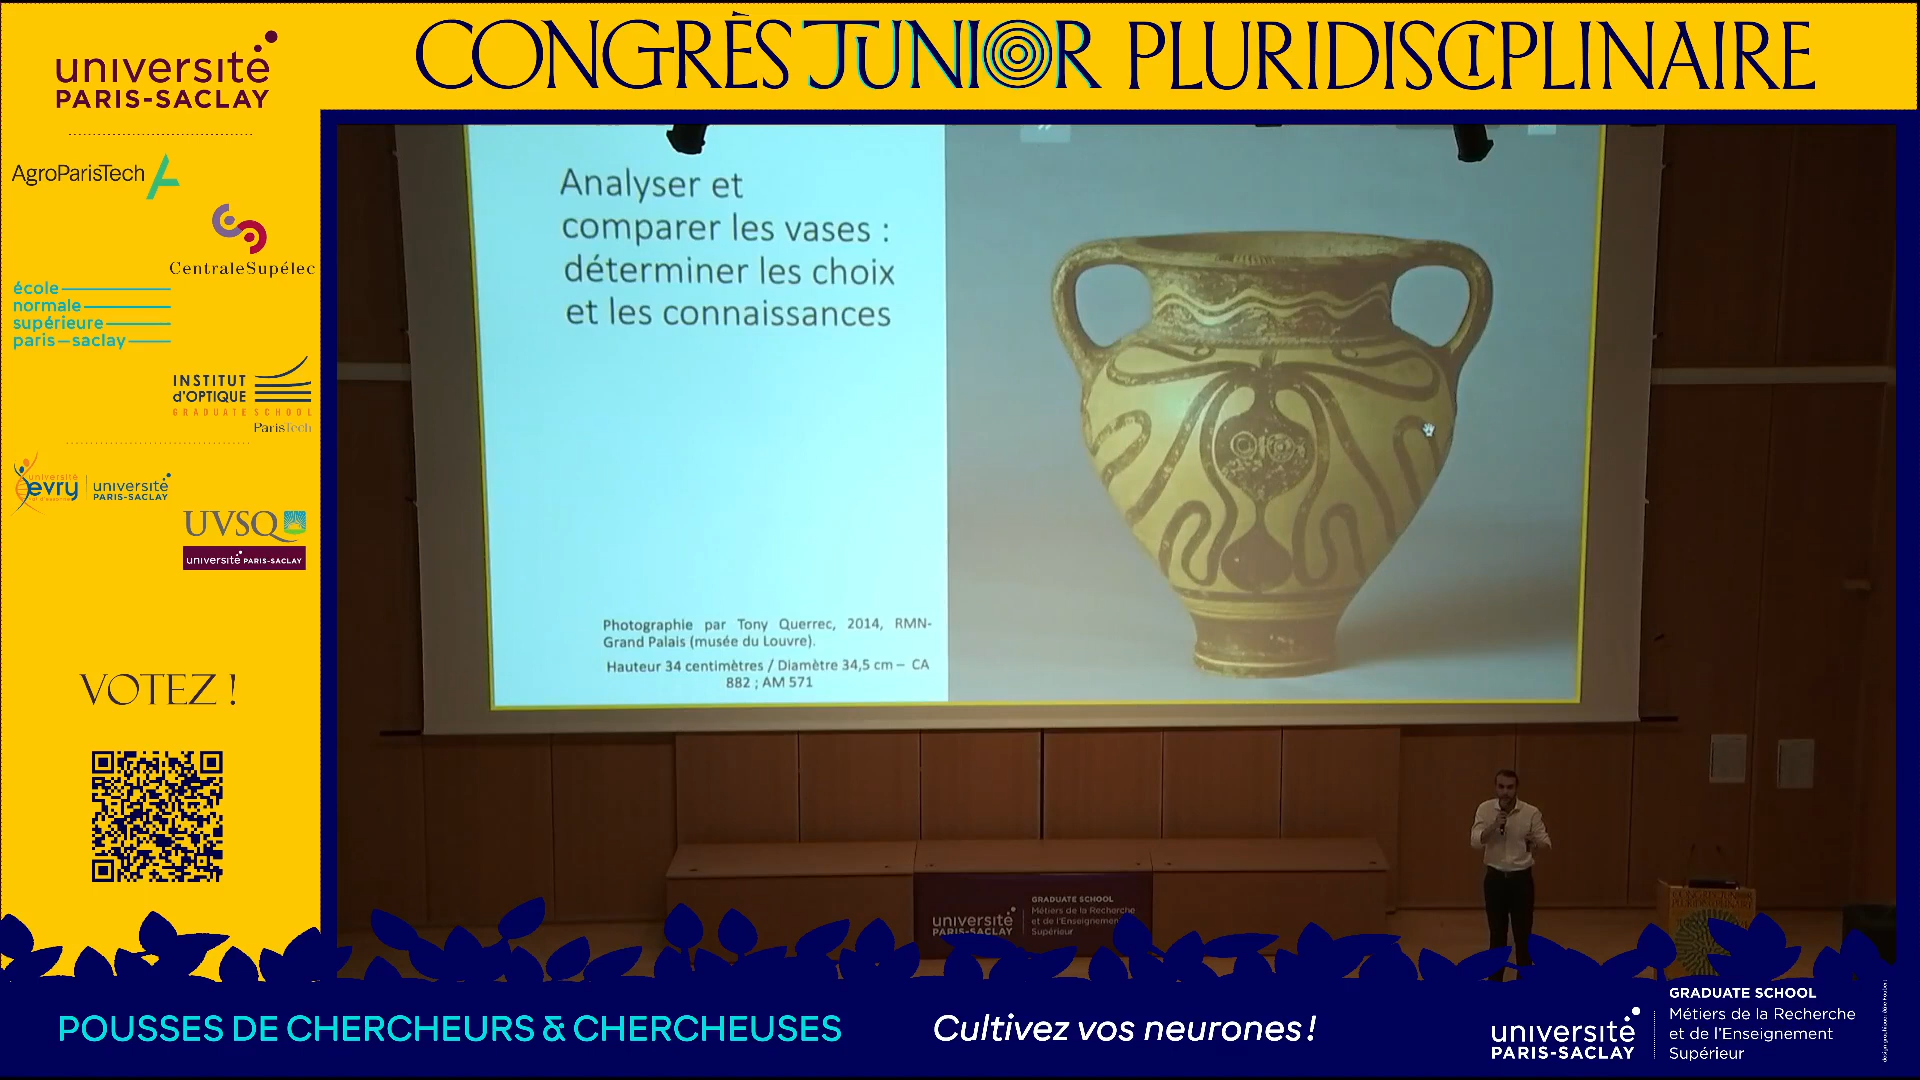 CONGRÈS JUNIOR PLURIDISCIPLINAIRE
université
PARIS-SACLAY
AgroParisTech
CentraleSupélec
école
normale
supérieure
paris-saclay
INSTITUT
d'OPTIQUE
GRADUATE SCHOOL
ParisTech
université
evry
université
PARIS-SACLAY
UVSQ
université PARIS-SACLAY
VOTEZ !
Analyser et
comparer les vases :
déterminer les choix
et les connaissances
Photographie par Tony Querrec, 2014, RMN-
Grand Palais (musée du Louvre).
Hauteur 34 centimètres / Diamètre 34,5 cm – CA
882 ; AM 571
université
PARIS-SACLAY
GRADUATE SCHOOL
Métiers de la Recherche
et de l'Enseignement
Supérieur
POUSSES DE CHERCHEURS & CHERCHEUSES
Cultivez vos neurones !
université
PARIS-SACLAY
GRADUATE SCHOOL
Métiers de la Recherche
et de l'Enseignement
Supérieur